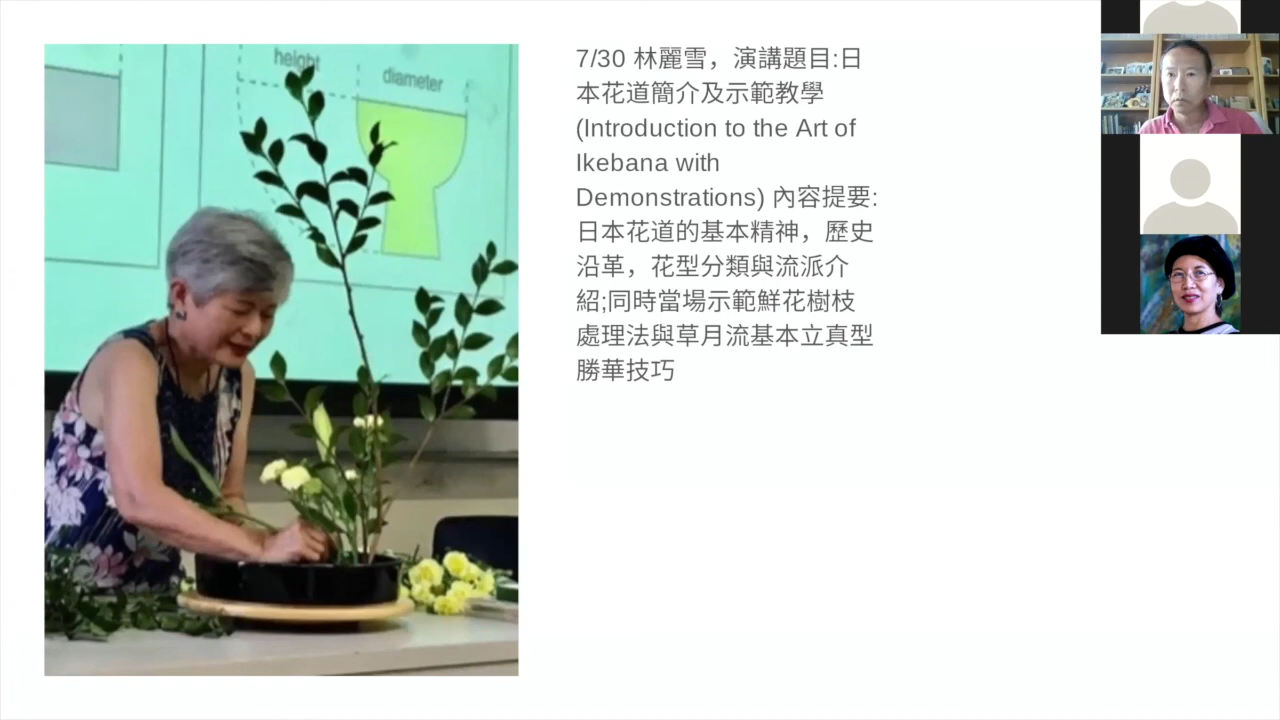 height
diameter
7/30 林麗雪，演講題目:日
本花道簡介及示範教學
(Introduction to the Art of
Ikebana with
Demonstrations) 內容提要:
日本花道的基本精神，歷史
沿革，花型分類與流派介
紹;同時當場示範鮮花樹枝
處理法與草月流基本立真型
勝華技巧